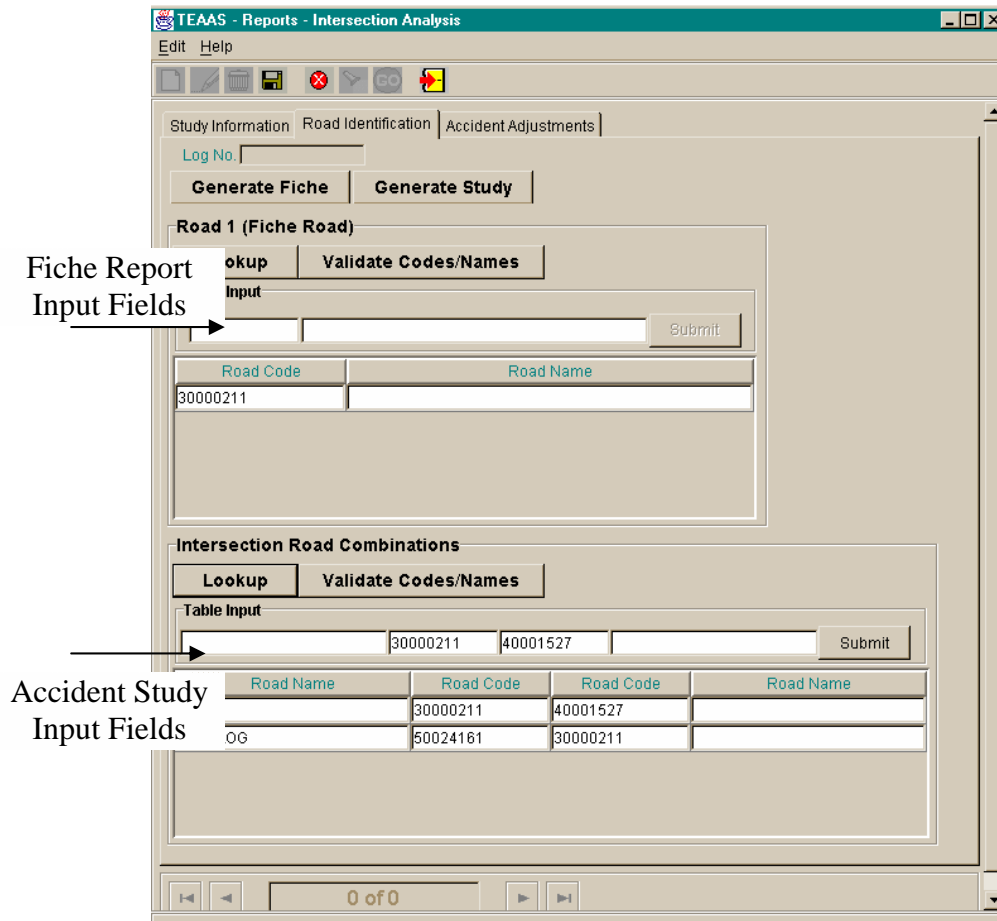 TEAAS - Reports - Intersection Analysis
Edit Help
GO
Study Information Road Identification Accident Adjustments
Log No.
Generate Fiche Generate Study
Road 1 (Fiche Road)
Fiche Report
Input Fields
okup Validate Codes/Names
Input
Submit
Road Code Road Name
30000211
Intersection Road Combinations
Lookup Validate Codes/Names
Table Input
30000211 40001527 Submit
Accident Study
Input Fields
Road Name Road Code Road Code Road Name
30000211 40001527
OG 50024161 30000211
0 of 0